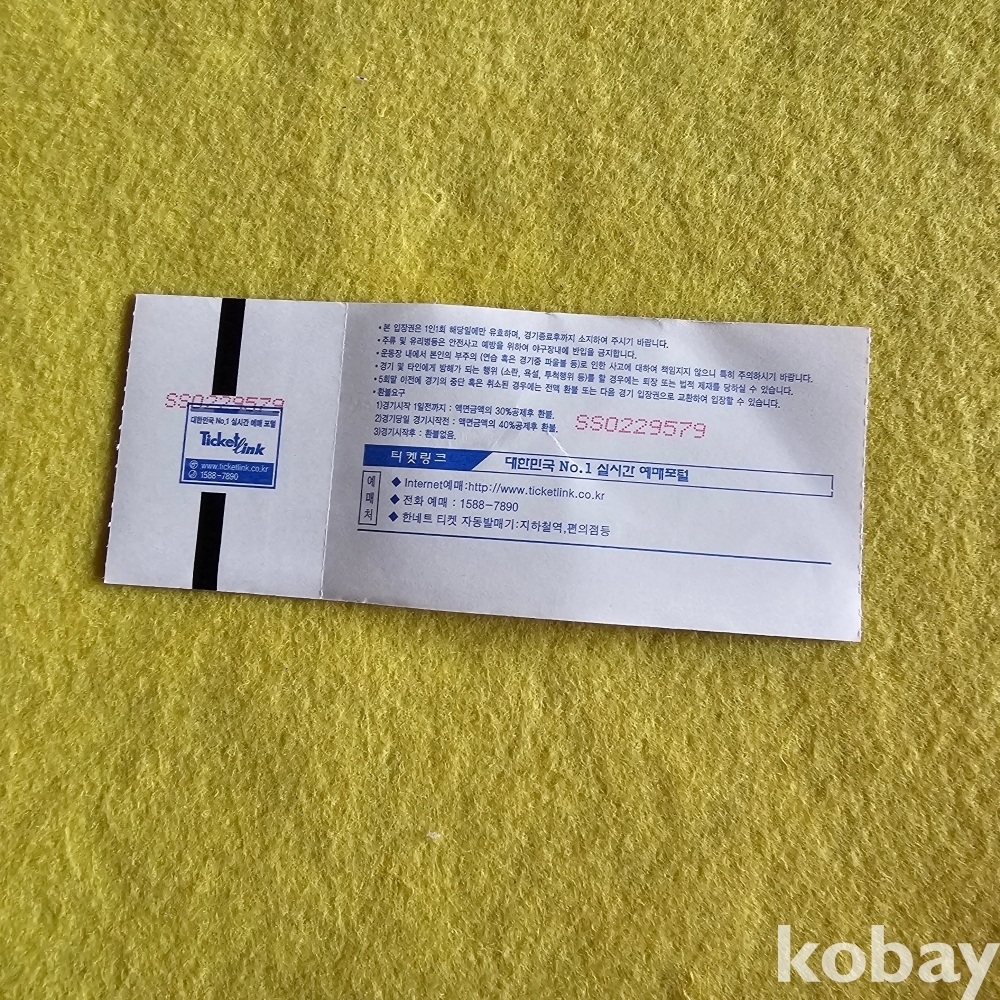 SS0229579
대한민국 No.1 실시간 예매 포털
Ticketlink
www.ticketlink.co.kr
1588-7890
• 본 입장권은 1인1회 해당일에만 유효하며, 경기종료후까지 소지하여 주시기 바랍니다.
• 주류 및 유리병등은 안전사고 예방을 위하여 야구장내에 반입을 금지합니다.
• 운동장 내에서 본인의 부주의 (연습 혹은 경기중 파울볼 등)로 인한 사고에 대하여 책임지지 않으니 특히 주의하시기 바랍니다.
• 경기 및 타인에게 방해가 되는 행위 (소란, 욕설, 투척행위 등)를 할 경우에는 퇴장 또는 법적 제재를 당하실 수 있습니다.
• 5회말 이전에 경기의 중단 혹은 취소된 경우에는 전액 환불 또는 다음 경기 입장권으로 교환하여 입장할 수 있습니다.
• 환불요구
1)경기시작 1일전까지 : 액면금액의 30%공제후 환불.
2)경기당일 경기시작전 : 액면금액의 40%공제후 환불.
3)경기시작후 : 환불없음.
SS0229579
티켓링크 대한민국 No.1 실시간 예매포털
예매처
◆ Internet예매:http://www.ticketlink.co.kr
◆ 전화 예매 : 1588-7890
◆ 한네트 티켓 자동발매기:지하철역,편의점등
kobay